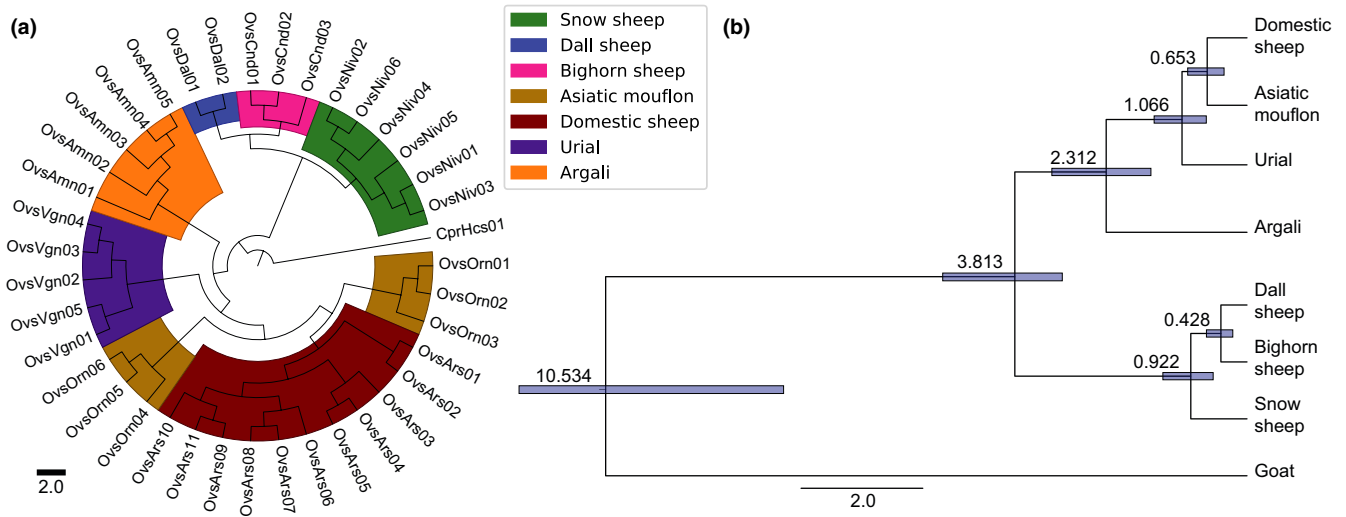 (a)
Snow sheep
Dall sheep
Bighorn sheep
Asiatic mouflon
Domestic sheep
Urial
Argali
OvsDal01
OvsDal02
OvsCnd01
OvsCnd02
OvsCnd03
OvsNiv02
OvsNiv06
OvsNiv04
OvsNiv05
OvsNiv01
OvsNiv03
CprHcs01
OvsOrn01
OvsOrn02
OvsOrn03
OvsArs01
OvsArs02
OvsArs03
OvsArs04
OvsArs05
OvsArs06
OvsArs07
OvsArs08
OvsArs09
OvsArs11
OvsArs10
OvsOrn04
OvsOrn05
OvsOrn06
OvsVgn01
OvsVgn05
OvsVgn02
OvsVgn03
OvsVgn04
OvsAmn01
OvsAmn02
OvsAmn03
OvsAmn04
OvsAmn05
2.0
(b)
Domestic
sheep
0.653
Asiatic
mouflon
1.066
Urial
2.312
Argali
3.813
Dall
sheep
0.428
Bighorn
sheep
0.922
Snow
sheep
10.534
Goat
2.0